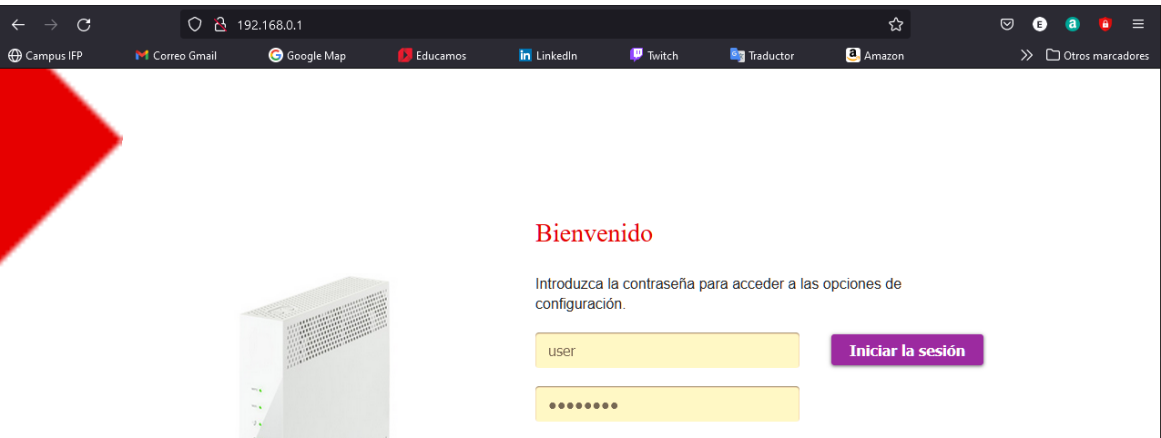 192.168.0.1
Campus IFP
Correo Gmail
Google Map
Educamos
LinkedIn
Twitch
Traductor
Amazon
Otros marcadores
Bienvenido
Introduzca la contraseña para acceder a las opciones de
configuración.
user
Iniciar la sesión
••••••••